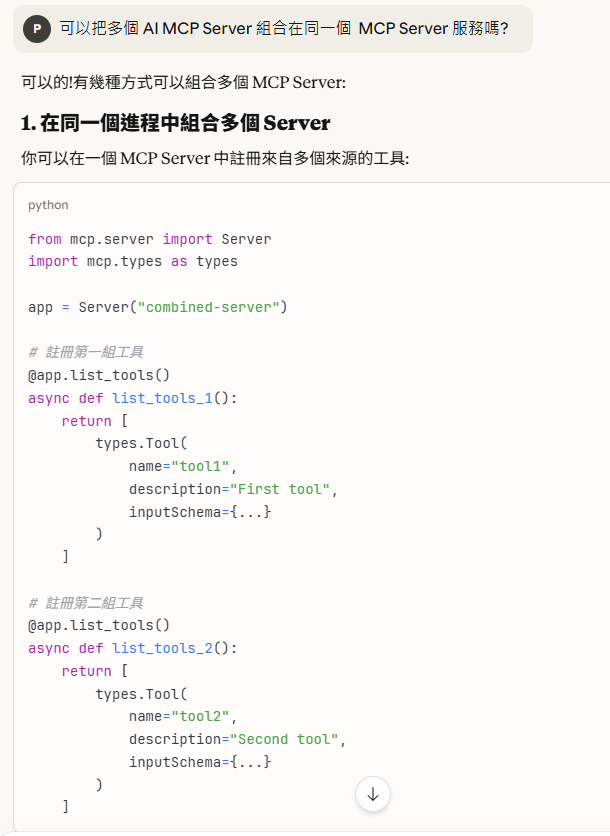 P
可以把多個 AI MCP Server 組合在同一個 MCP Server 服務嗎?
可以的!有幾種方式可以組合多個 MCP Server:
1. 在同一個進程中組合多個 Server
你可以在一個 MCP Server 中註冊來自多個來源的工具:
python
from mcp.server import Server
import mcp.types as types

app = Server("combined-server")

# 註冊第一組工具
@app.list_tools()
async def list_tools_1():
    return [
        types.Tool(
            name="tool1",
            description="First tool",
            inputSchema={...}
        )
    ]

# 註冊第二組工具
@app.list_tools()
async def list_tools_2():
    return [
        types.Tool(
            name="tool2",
            description="Second tool",
            inputSchema={...}
        )
    ]